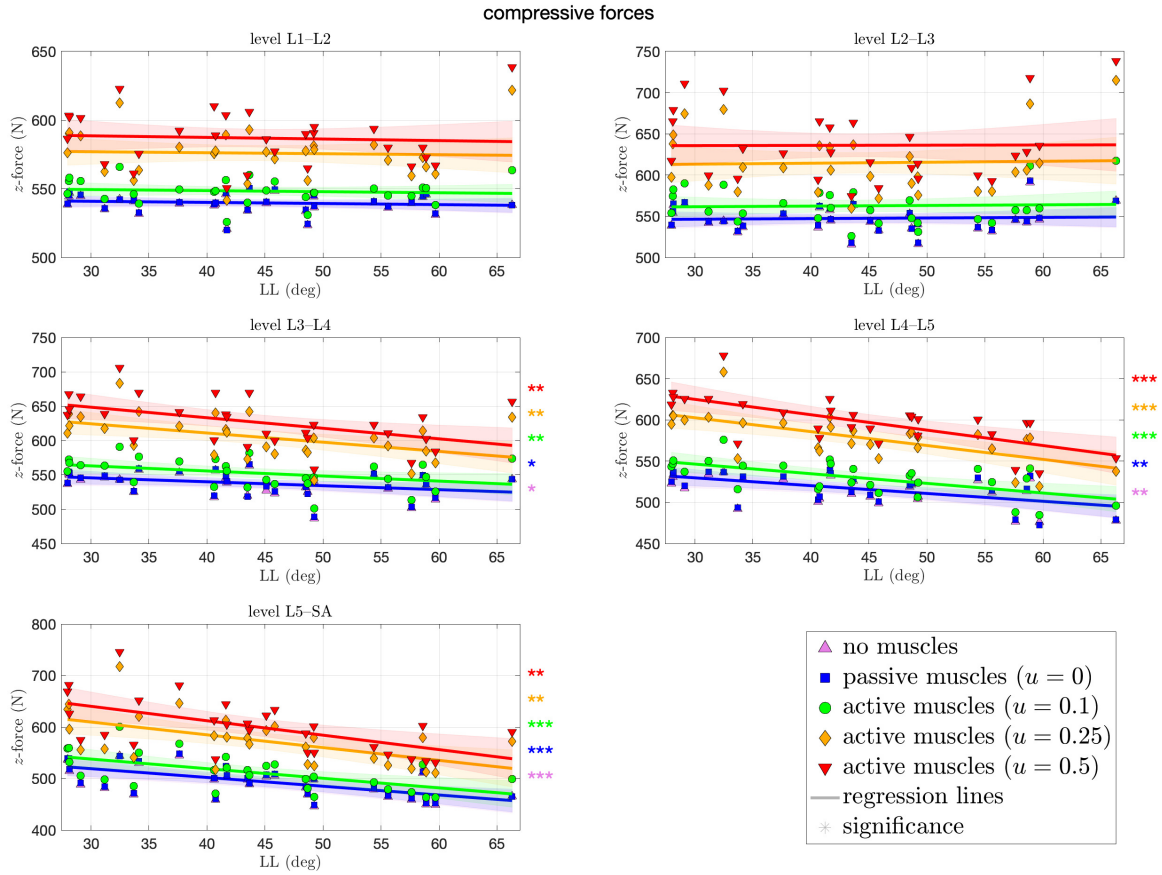 compressive forces
level L1–L2
650
600
550
500
z-force (N)
30 35 40 45 50 55 60 65
LL (deg)
level L2–L3
750
700
650
600
550
500
z-force (N)
30 35 40 45 50 55 60 65
LL (deg)
level L3–L4
750
700
650
600
550
500
450
z-force (N)
30 35 40 45 50 55 60 65
LL (deg)
**
**
**
*
*
level L4–L5
700
650
600
550
500
450
z-force (N)
30 35 40 45 50 55 60 65
LL (deg)
***
***
***
**
**
level L5–SA
800
700
600
500
400
z-force (N)
30 35 40 45 50 55 60 65
LL (deg)
**
**
***
***
***
no muscles
passive muscles (u = 0)
active muscles (u = 0.1)
active muscles (u = 0.25)
active muscles (u = 0.5)
regression lines
significance